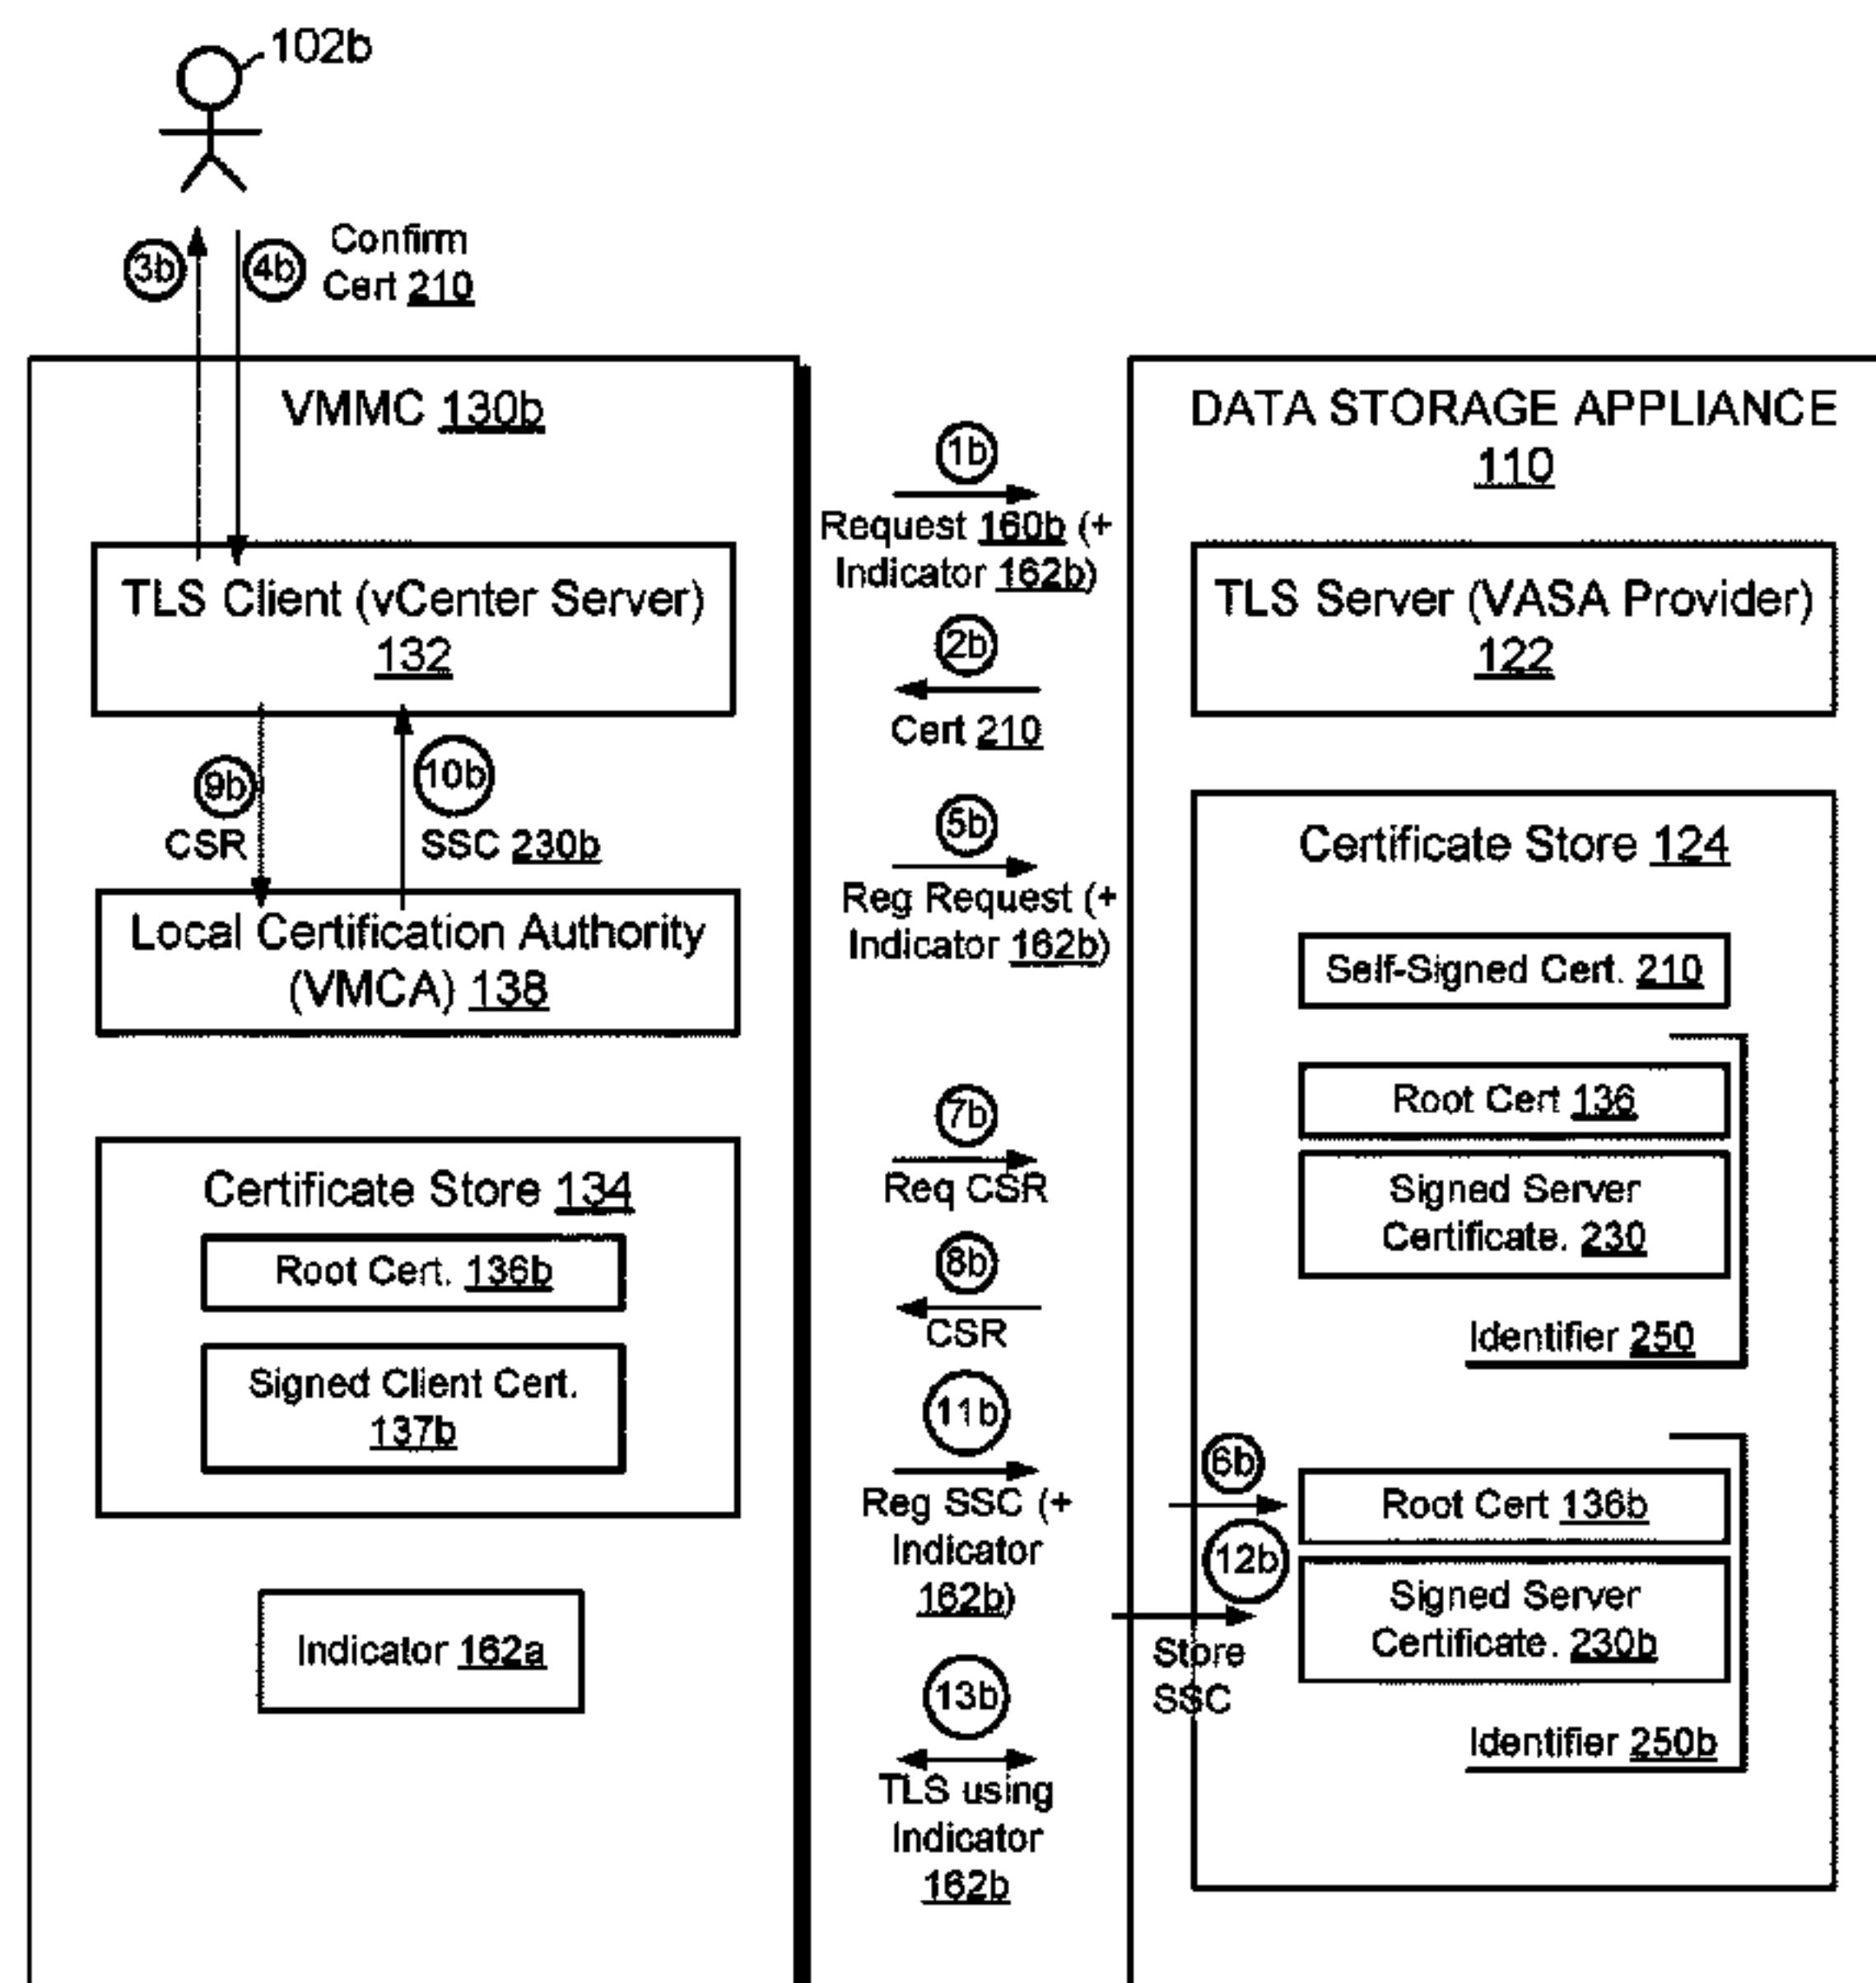 102b
3b
4b
Confirm
Cert 210
VMMC 130b
TLS Client (vCenter Server)
132
9b
CSR
10b
SSC 230b
Local Certification Authority
(VMCA) 138
Certificate Store 134
Root Cert. 136b
Signed Client Cert.
137b
Indicator 162a
1b
Request 160b (+
Indicator 162b)
2b
Cert 210
5b
Reg Request (+
Indicator 162b)
7b
Req CSR
8b
CSR
11b
Reg SSC (+
Indicator
162b)
13b
TLS using
Indicator
162b
DATA STORAGE APPLIANCE
110
TLS Server (VASA Provider)
122
Certificate Store 124
Self-Signed Cert. 210
Root Cert 136
Signed Server
Certificate. 230
Identifier 250
6b
Root Cert 136b
12b
Store
SSC
Signed Server
Certificate. 230b
Identifier 250b